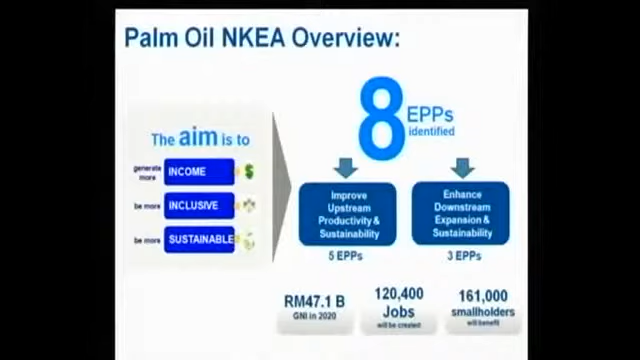 Palm Oil NKEA Overview:
The aim is to
generate more INCOME
be more INCLUSIVE
be more SUSTAINABLE
8 EPPs identified
Improve
Upstream
Productivity &
Sustainability
5 EPPs
Enhance
Downstream
Expansion &
Sustainability
3 EPPs
RM47.1 B
GNI in 2020
120,400
Jobs
will be created
161,000
smallholders
will benefit